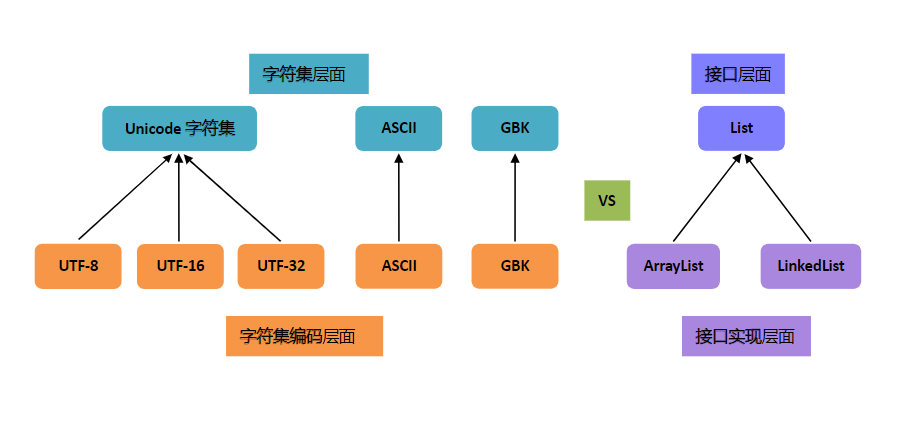 字符集层面
接口层面
Unicode 字符集
ASCII
GBK
List
VS
UTF-8
UTF-16
UTF-32
ASCII
GBK
ArrayList
LinkedList
字符集编码层面
接口实现层面